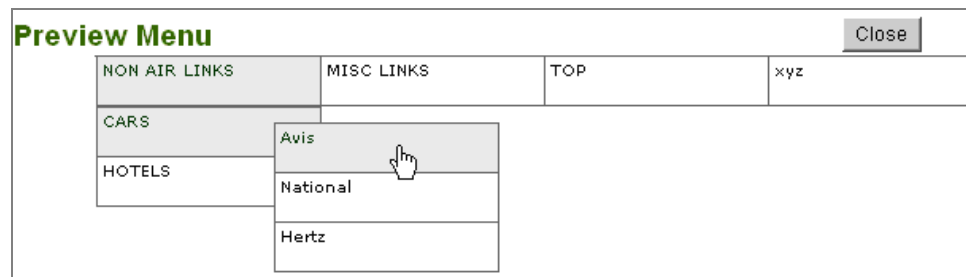 Preview Menu
Close
NON AIR LINKS
MISC LINKS
TOP
xyz
CARS
Avis
HOTELS
National
Hertz